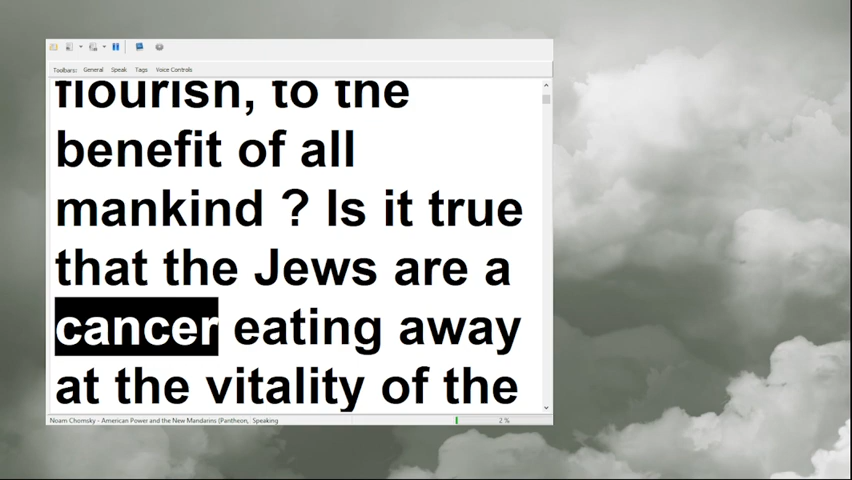 Toolbars: General Speak Tags Voice Controls
flourish, to the
benefit of all
mankind ? Is it true
that the Jews are a
cancer eating away
at the vitality of the
Noam Chomsky - American Power and the New Mandarins (Pantheon, Speaking 2 %